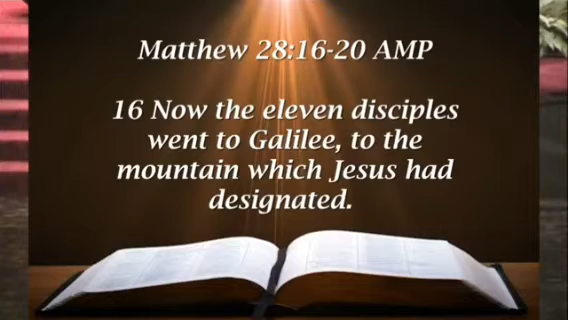 Matthew 28:16-20 AMP
16 Now the eleven disciples
went to Galilee, to the
mountain which Jesus had
designated.